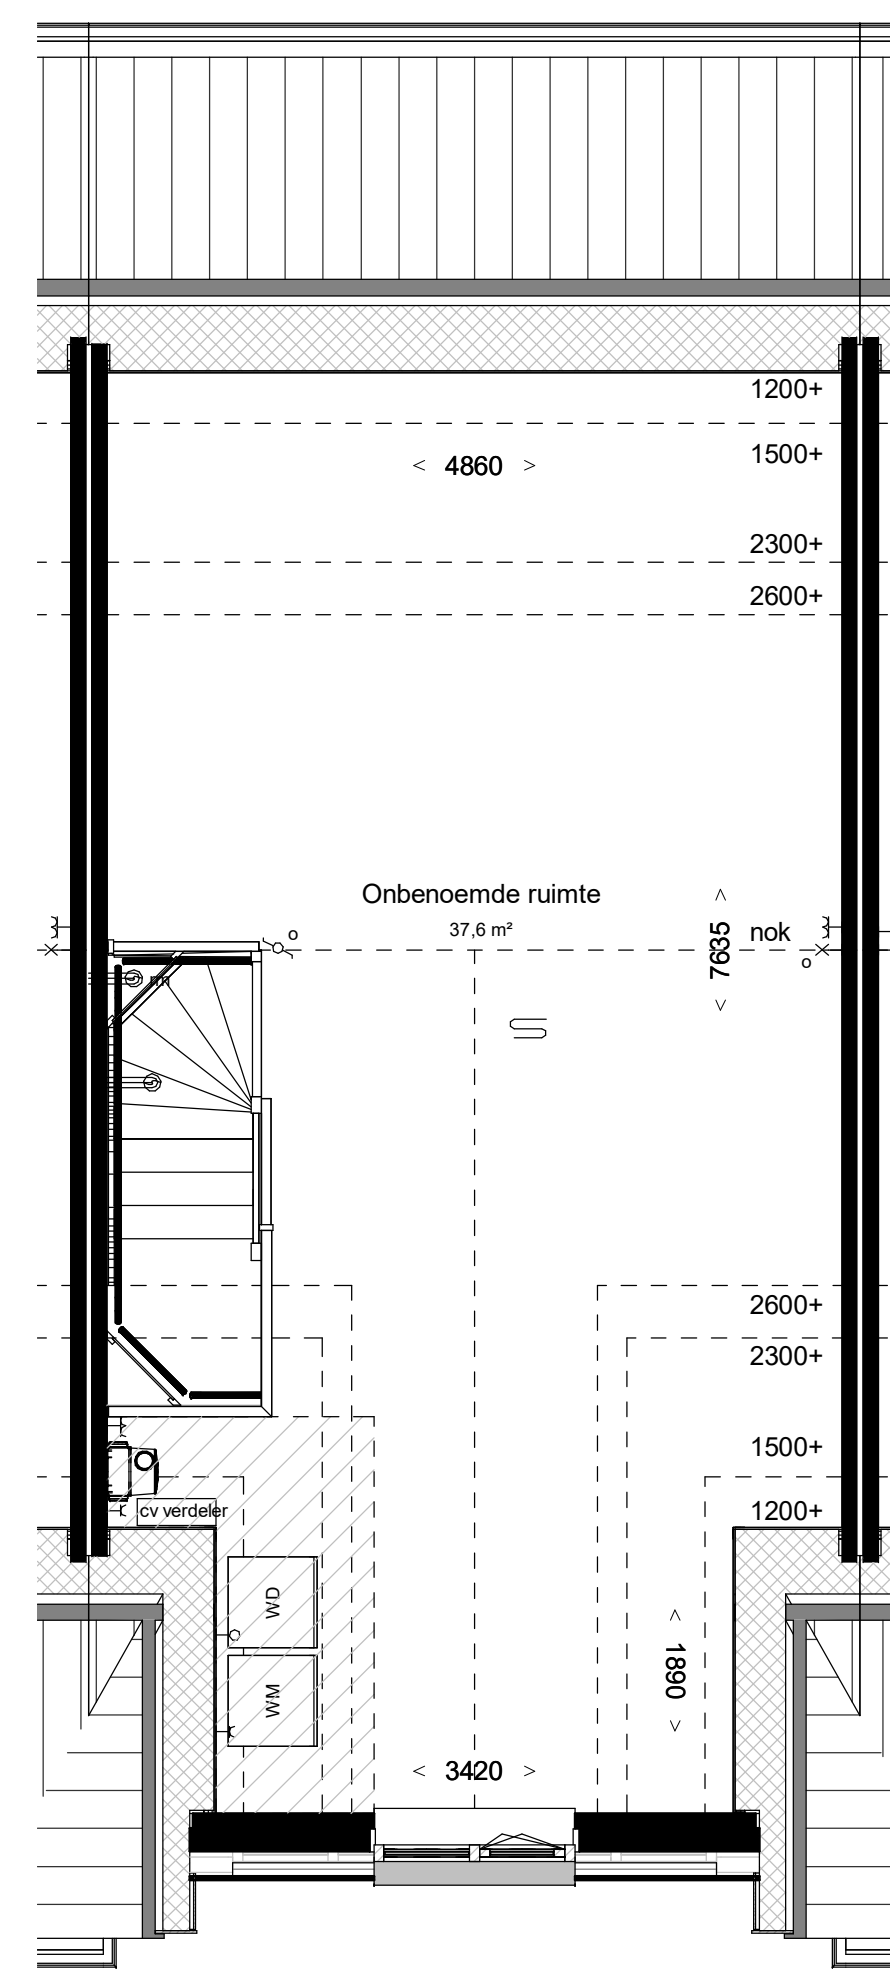 1200+
< 4860 >
1500+
2300+
2600+
Onbenoemde ruimte
37,6 m²
< 7635 >
nok
o
o
m
2600+
2300+
1500+
cv verdeler
1200+
WD
WM
< 1890 >
< 3420 >